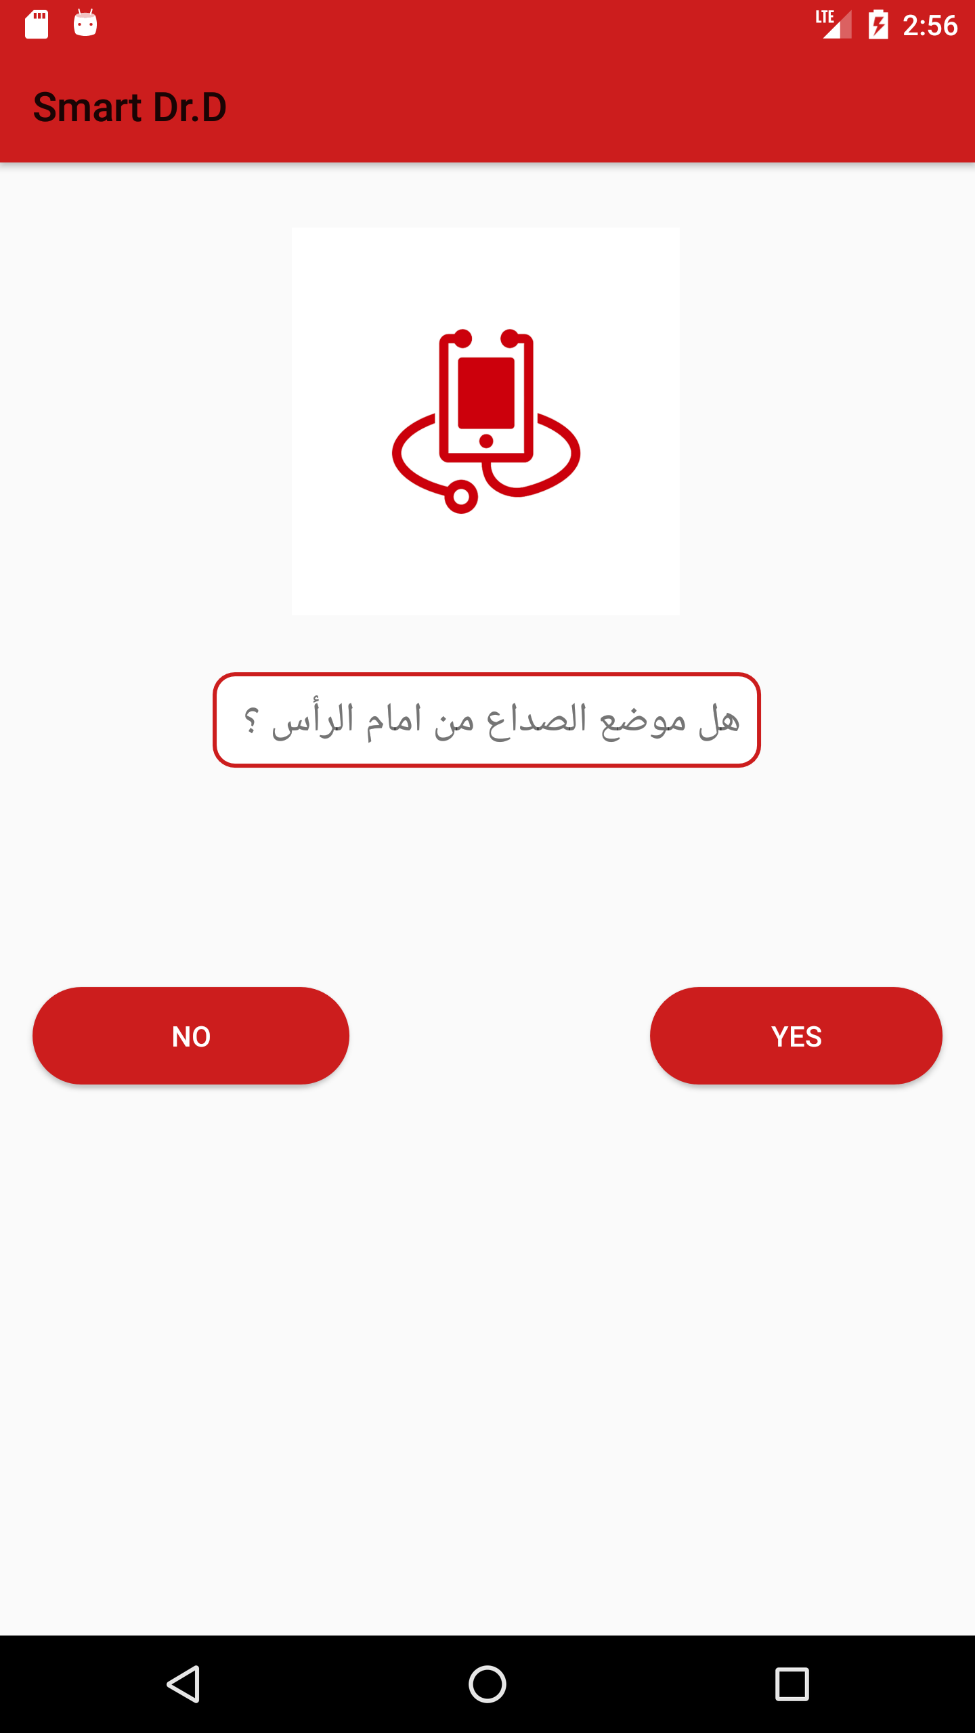 LTE 2:56
Smart Dr.D
هل موضع الصداع من امام الرأس ؟
NO
YES